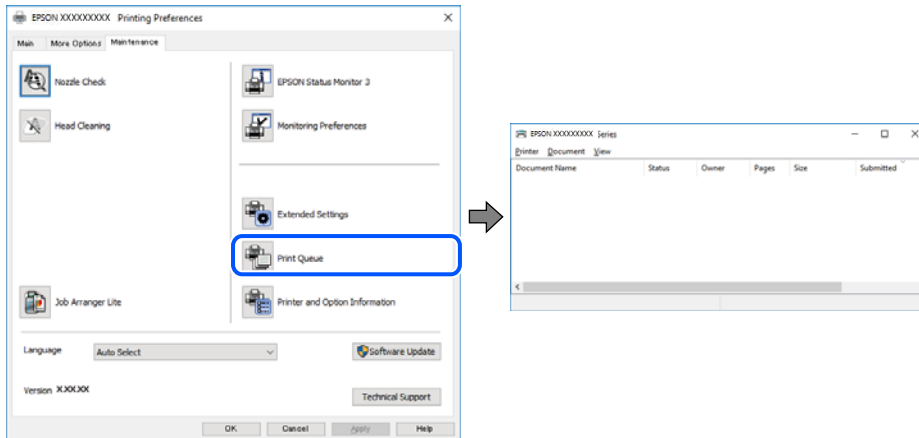 EPSON XXXXXXXXX Printing Preferences
Main More Options Maintenance
Nozzle Check
EPSON Status Monitor 3
Head Cleaning
Monitoring Preferences
Extended Settings
Print Queue
Job Arranger Lite
Printer and Option Information
Language Auto Select
Software Update
Version X.XX.XX
Technical Support
OK Cancel Apply Help
EPSON XXXXXXXXX Series
Printer Document View
Document Name Status Owner Pages Size Submitted